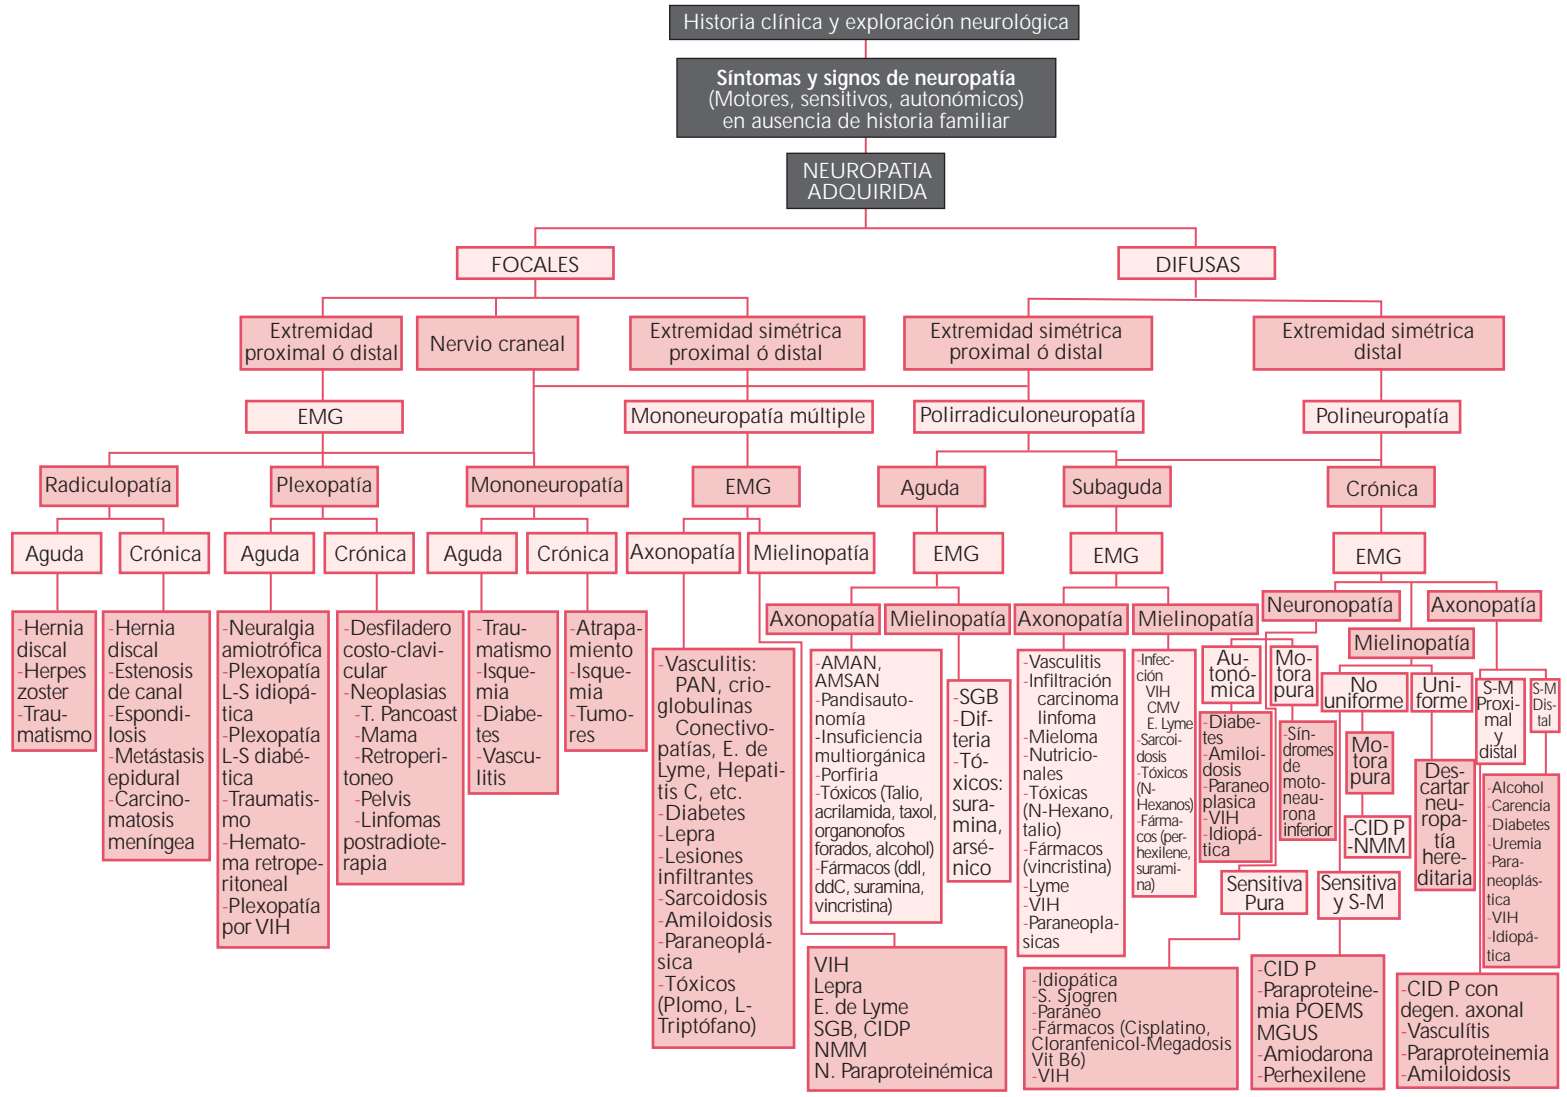 Historia clínica y exploración neurológica
Síntomas y signos de neuropatía
(Motores, sensitivos, autonómicos)
en ausencia de historia familiar
NEUROPATIA
ADQUIRIDA
FOCALES
DIFUSAS
Extremidad
proximal ó distal
Nervio craneal
Extremidad simétrica
proximal ó distal
Extremidad simétrica
proximal ó distal
Extremidad simétrica
distal
EMG
Mononeuropatía múltiple
Polirradiculoneuropatía
Polineuropatía
Radiculopatía
Plexopatía
Mononeuropatía
EMG
Aguda
Subaguda
Crónica
Aguda
Crónica
Aguda
Crónica
Aguda
Crónica
Axonopatía
Mielinopatía
EMG
EMG
EMG
-Hernia
discal
-Herpes
zoster
-Trau-
matismo
-Hernia
discal
-Estenosis
de canal
-Espondi-
losis
-Metástasis
epidural
-Carcino-
matosis
meníngea
-Neuralgia
amiotrófica
-Plexopatía
L-S idiopá-
tica
-Plexopatía
L-S diabé-
tica
-Traumatis-
mo
-Hemato-
ma retrope-
ritoneal
-Plexopatía
por VIH
-Desfiladero
costo-clavi-
cular
-Neoplasias
-T. Pancoast
-Mama
-Retroperi-
toneo
-Pelvis
-Linfomas
postradiote-
rapia
-Trau-
matismo
-Isque-
mia
-Diabe-
tes
-Vascu-
litis
-Atrapa-
miento
-Isque-
mia
-Tumo-
res
-Vasculitis:
PAN, crio-
globulinas
Conectivo-
patías, E. de
Lyme, Hepati-
tis C, etc.
-Diabetes
-Lepra
-Lesiones
infiltrantes
-Sarcoidosis
-Amiloidosis
-Paraneoplá-
sica
-Tóxicos
(Plomo, L-
Triptófano)
VIH
Lepra
E. de Lyme
SGB, CIDP
NMM
N. Paraproteinémica
Axonopatía
Mielinopatía
-AMAN,
AMSAN
-Pandisauto-
nomía
-Insuficiencia
multiorgánica
-Porfiria
-Tóxicos (Talio,
acrilamida, taxol,
organonofos
forados, alcohol)
-Fármacos (ddI,
ddC, suramina,
vincristina)
-SGB
-Dif-
teria
-Tó-
xicos:
sura-
mina,
arsé-
nico
Axonopatía
Mielinopatía
-Vasculitis
-Infiltración
carcinoma
linfoma
-Mieloma
-Nutricio-
nales
-Tóxicas
(N-Hexano,
talio)
-Fármacos
(vincristina)
-Lyme
-VIH
-Paraneopla-
sicas
-Infec-
ción
VIH
CMV
E. Lyme
-Sarcoi-
dosis
-Tóxicos
(N-
Hexanos)
-Fárma-
cos (per-
hexilene,
surami-
na)
Neuronopatía
Mielinopatía
Axonopatía
Au-
tonó-
mica
Mo-
tora
pura
-Diabe-
tes
-Amiloi-
dosis
-Paraneo
plasica
-VIH
-Idiopá-
tica
-Sín-
dromes
de
moto-
neau-
rona
inferior
Sensitiva
Pura
-Idiopática
-S. Sjogren
-Paraneo
-Fármacos (Cisplatino,
Cloranfenicol-Megadosis
Vit B6)
-VIH
No
uniforme
Uni-
forme
Mo-
tora
pura
-CID P
-NMM
Sensitiva
y S-M
-CID P
-Paraproteine-
mia POEMS
MGUS
-Amiodarona
-Perhexilene
Des-
cartar
neu-
ropa-
tía
here-
ditaria
S-M
Proxi-
mal
y
distal
S-M
Dis-
tal
-Alcohol
-Carencia
-Diabetes
-Uremia
-Para-
neoplás-
tica
-VIH
-Idiopá-
tica
-CID P con
degen. axonal
-Vasculítis
-Paraproteinemia
-Amiloidosis